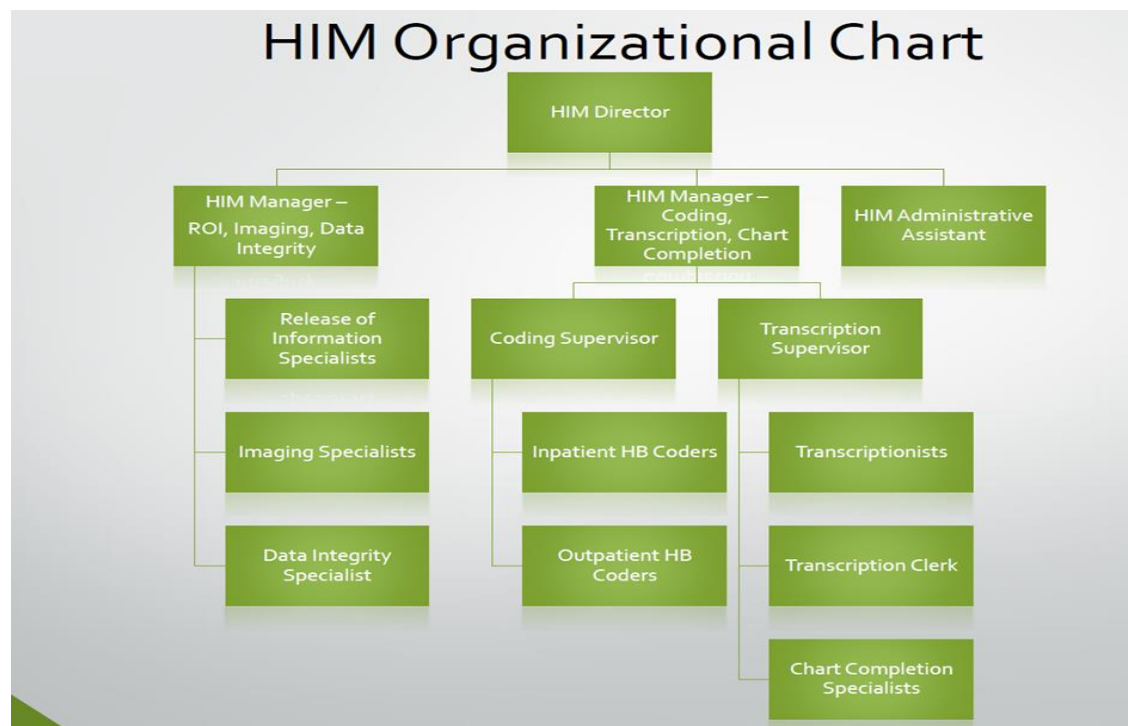 HIM Organizational Chart
HIM Director
HIM Manager –
ROI, Imaging, Data
Integrity
HIM Manager –
Coding,
Transcription, Chart
Completion
HIM Administrative
Assistant
Release of
Information
Specialists
Imaging Specialists
Data Integrity
Specialist
Coding Supervisor
Inpatient HB Coders
Outpatient HB
Coders
Transcription
Supervisor
Transcriptionists
Transcription Clerk
Chart Completion
Specialists